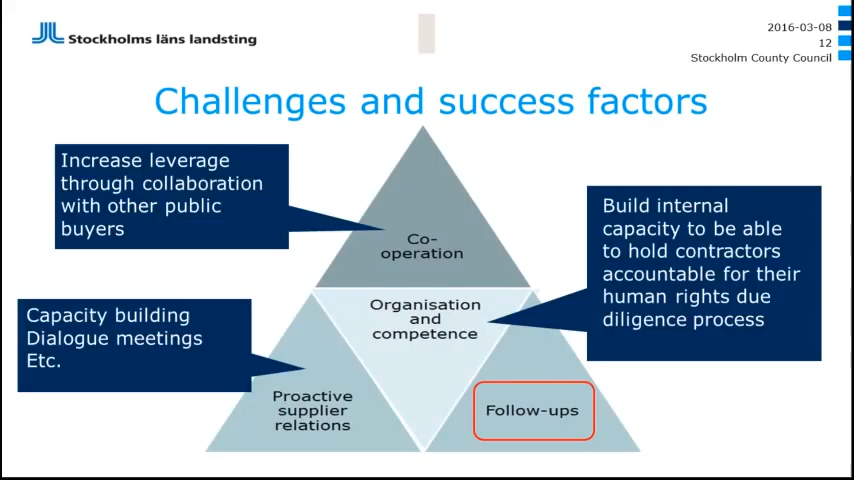 Stockholms läns landsting
2016-03-08
12
Stockholm County Council
Challenges and success factors
Increase leverage
through collaboration
with other public
buyers
Build internal
capacity to be able
to hold contractors
accountable for their
human rights due
diligence process
Co-
operation
Organisation
and
competence
Capacity building
Dialogue meetings
Etc.
Proactive
supplier
relations
Follow-ups